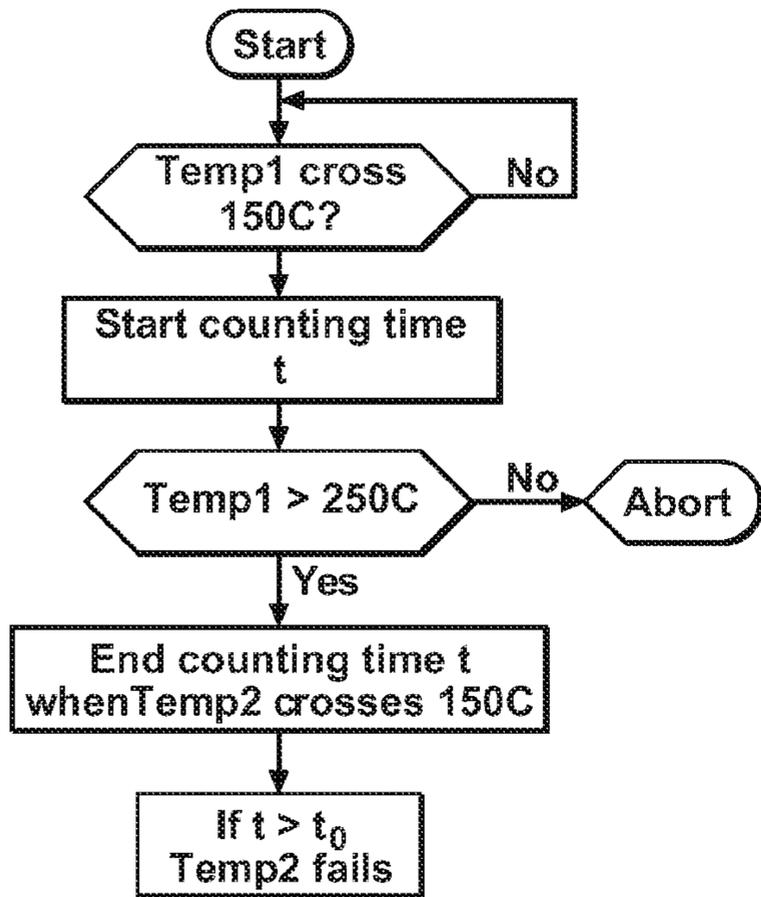 Start
Temp1 cross
150C?
No
Start counting time
t
Temp1 > 250C
No
Abort
Yes
End counting time t
whenTemp2 crosses 150C
If t > t₀
Temp2 fails